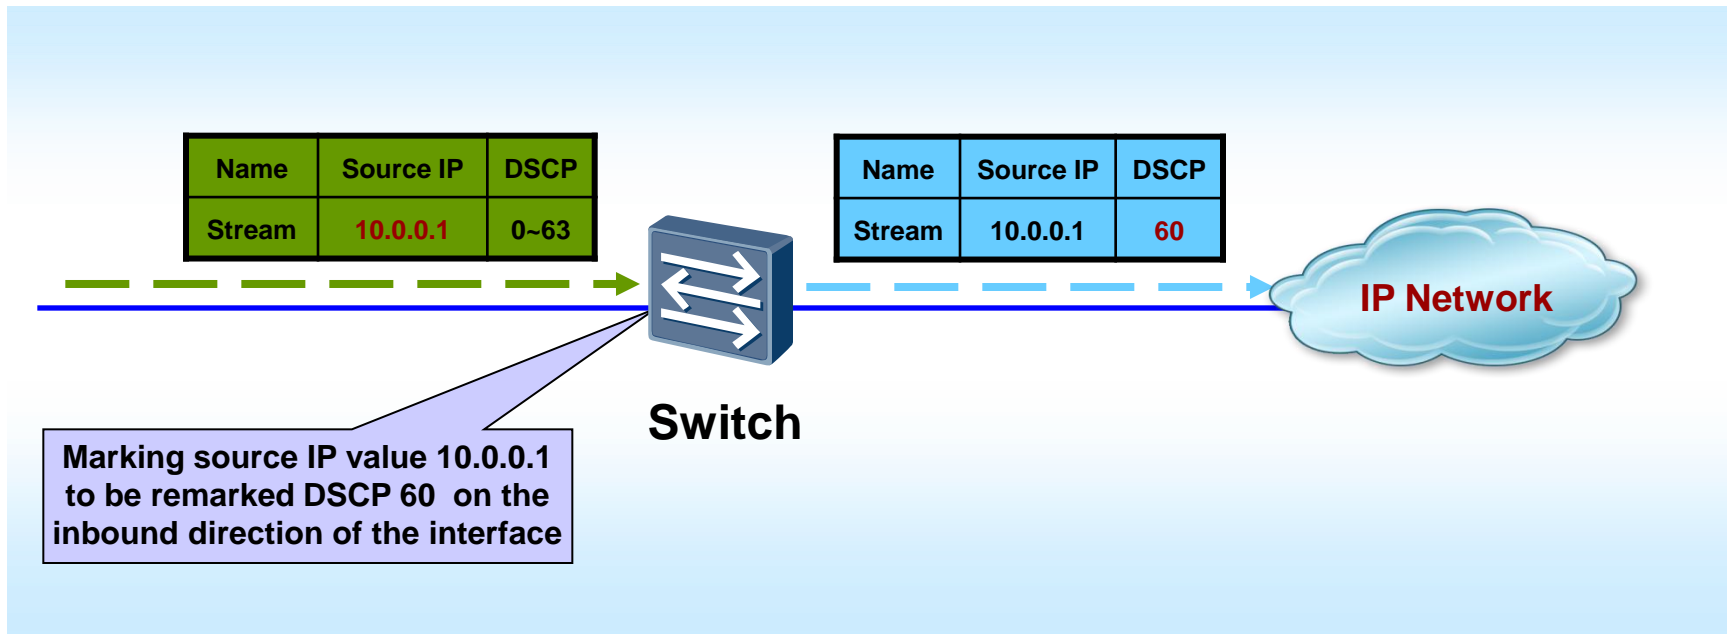 Name Source IP DSCP
Stream 10.0.0.1 0~63
Name Source IP DSCP
Stream 10.0.0.1 60
IP Network
Switch
Marking source IP value 10.0.0.1
to be remarked DSCP 60 on the
inbound direction of the interface